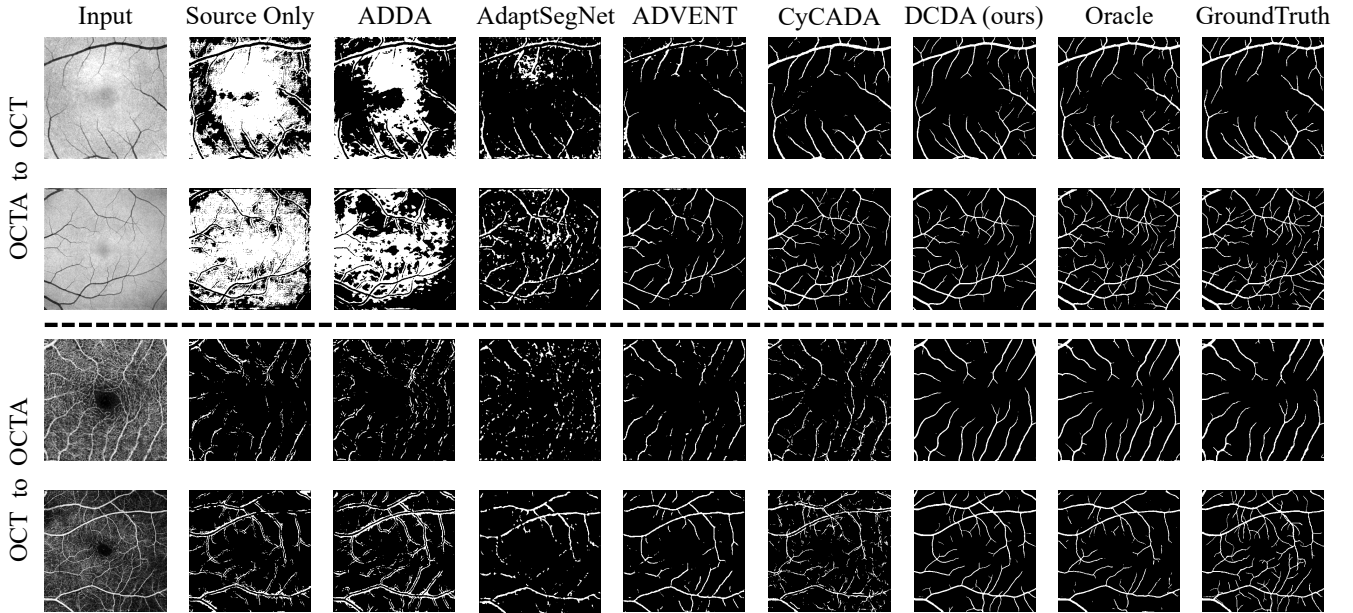 Input Source Only ADDA AdaptSegNet ADVENT CyCADA DCDA (ours) Oracle GroundTruth
OCTA to OCT
OCT to OCTA